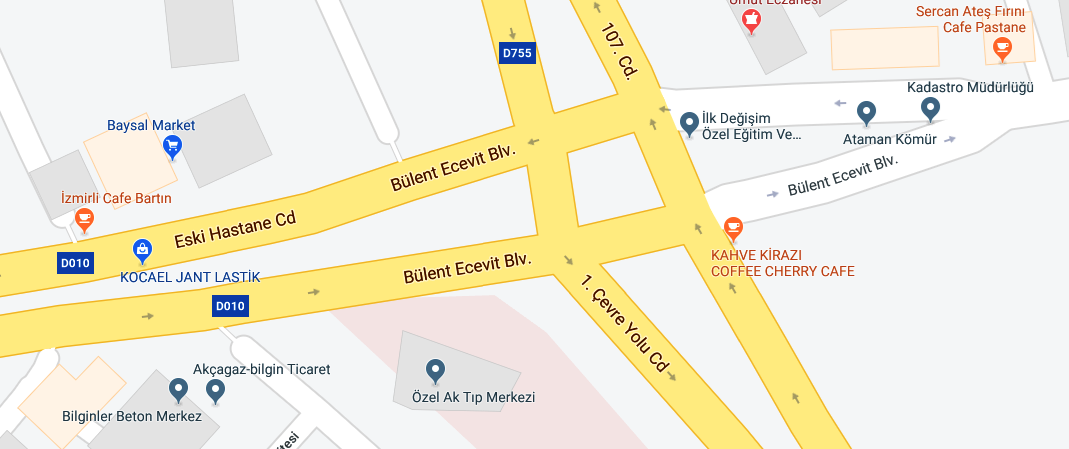 Umut Eczanesi
Sercan Ateş Fırını
Cafe Pastane
107. Cd.
D755
Kadastro Müdürlüğü
İlk Değişim
Özel Eğitim Ve...
Ataman Kömür
Baysal Market
Bülent Ecevit Blv.
Bülent Ecevit Blv.
İzmirli Cafe Bartın
Eski Hastane Cd
KAHVE KİRAZI
COFFEE CHERRY CAFE
D010
KOCAEL JANT LASTİK
Bülent Ecevit Blv.
D010
1. Çevre Yolu Cd
Akçagaz-bilgin Ticaret
Özel Ak Tıp Merkezi
Bilginler Beton Merkez